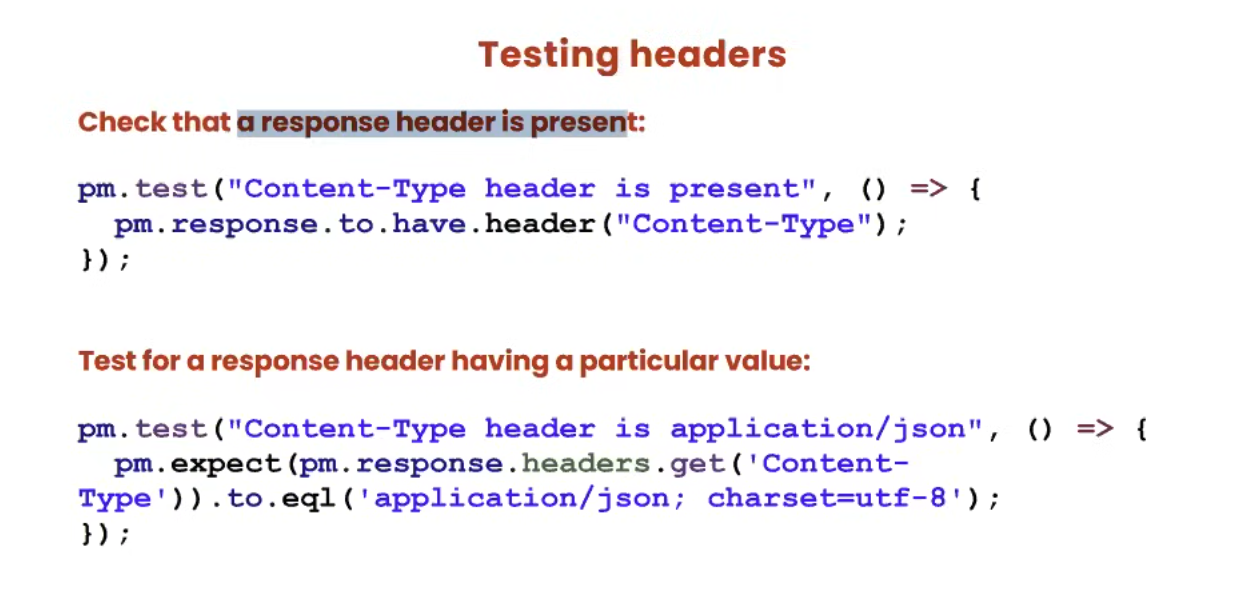 Testing headers
Check that a response header is present:
pm.test("Content-Type header is present", () => {
  pm.response.to.have.header("Content-Type");
});
Test for a response header having a particular value:
pm.test("Content-Type header is application/json", () => {
  pm.expect(pm.response.headers.get('Content-
Type')).to.eql('application/json; charset=utf-8');
});